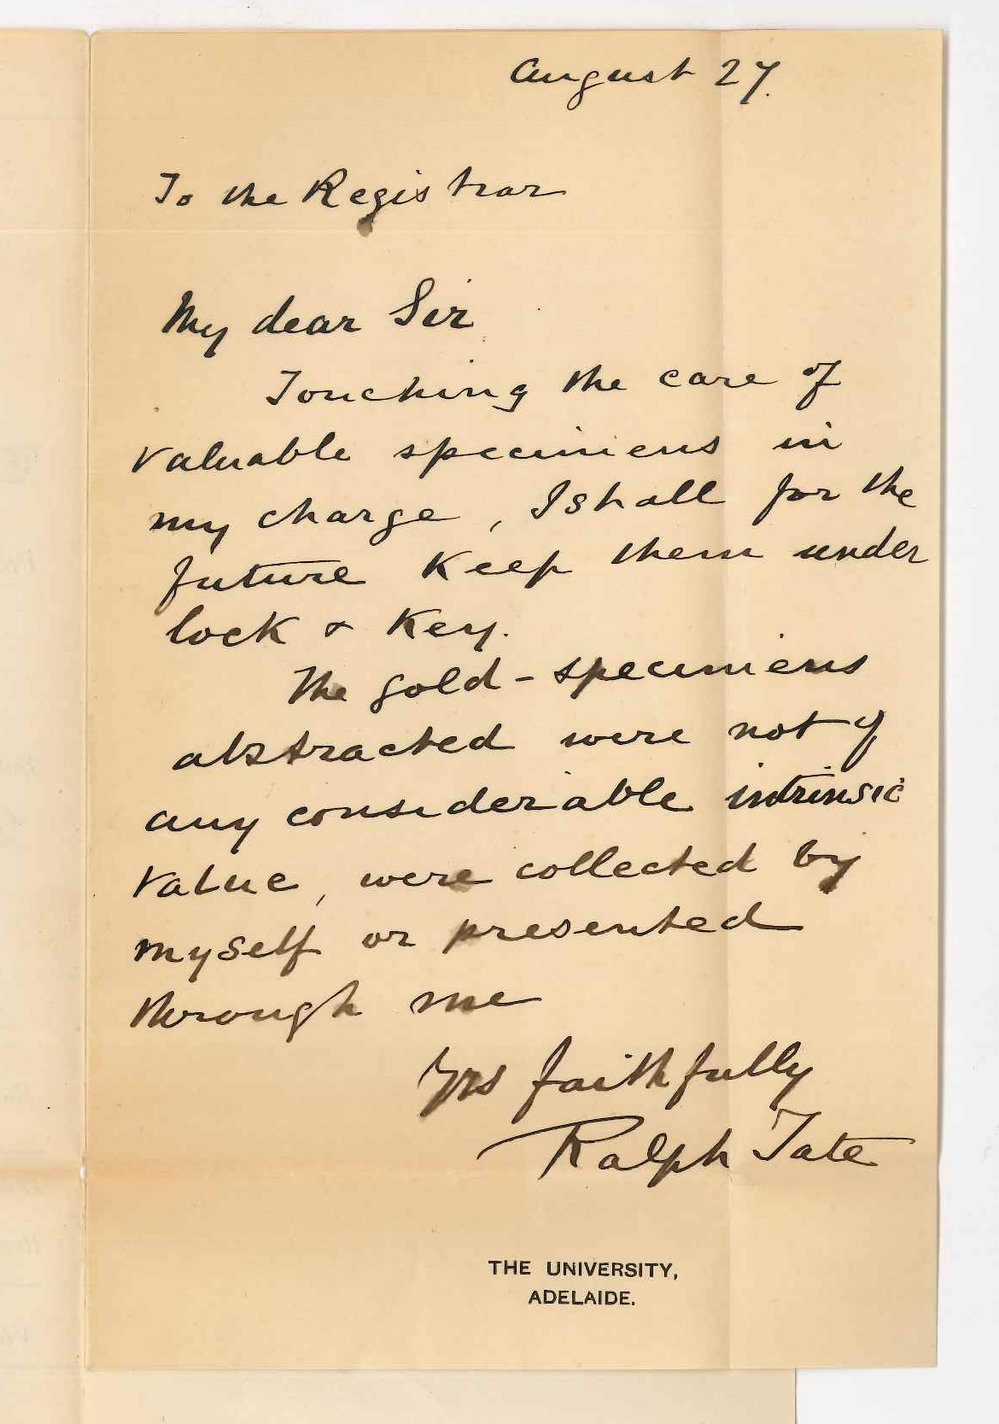 August 27.
To the Registrar
My dear Sir
Touching the care of
valuable specimens in
my charge, I shall for the
future keep them under
lock & key.
The gold-specimens
abstracted were not of
any considerable intrinsic
value, were collected by
myself or presented
through me
Yrs faithfully
Ralph Tate
THE UNIVERSITY,
ADELAIDE.